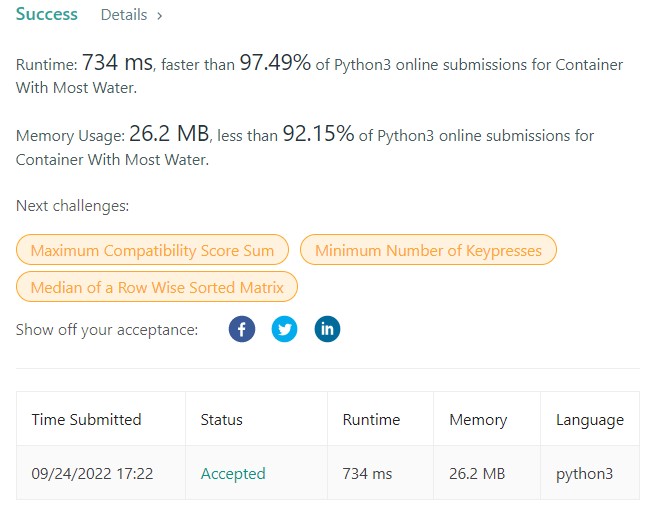 Success Details >
Runtime: 734 ms, faster than 97.49% of Python3 online submissions for Container
With Most Water.
Memory Usage: 26.2 MB, less than 92.15% of Python3 online submissions for
Container With Most Water.
Next challenges:
Maximum Compatibility Score Sum Minimum Number of Keypresses
Median of a Row Wise Sorted Matrix
Show off your acceptance: f in
Time Submitted Status Runtime Memory Language
09/24/2022 17:22 Accepted 734 ms 26.2 MB python3